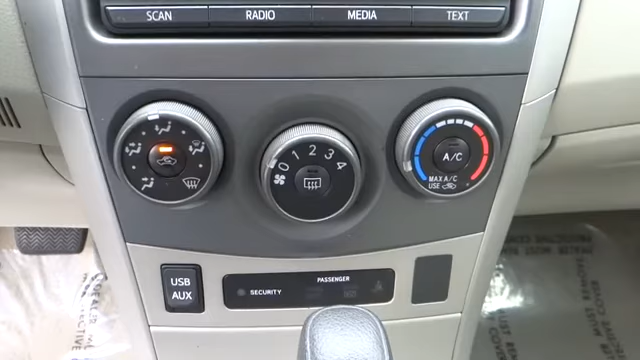 SCAN RADIO MEDIA TEXT
0 1 2 3 4
A/C
MAX A/C
USE
USB
AUX
PASSENGER
SECURITY